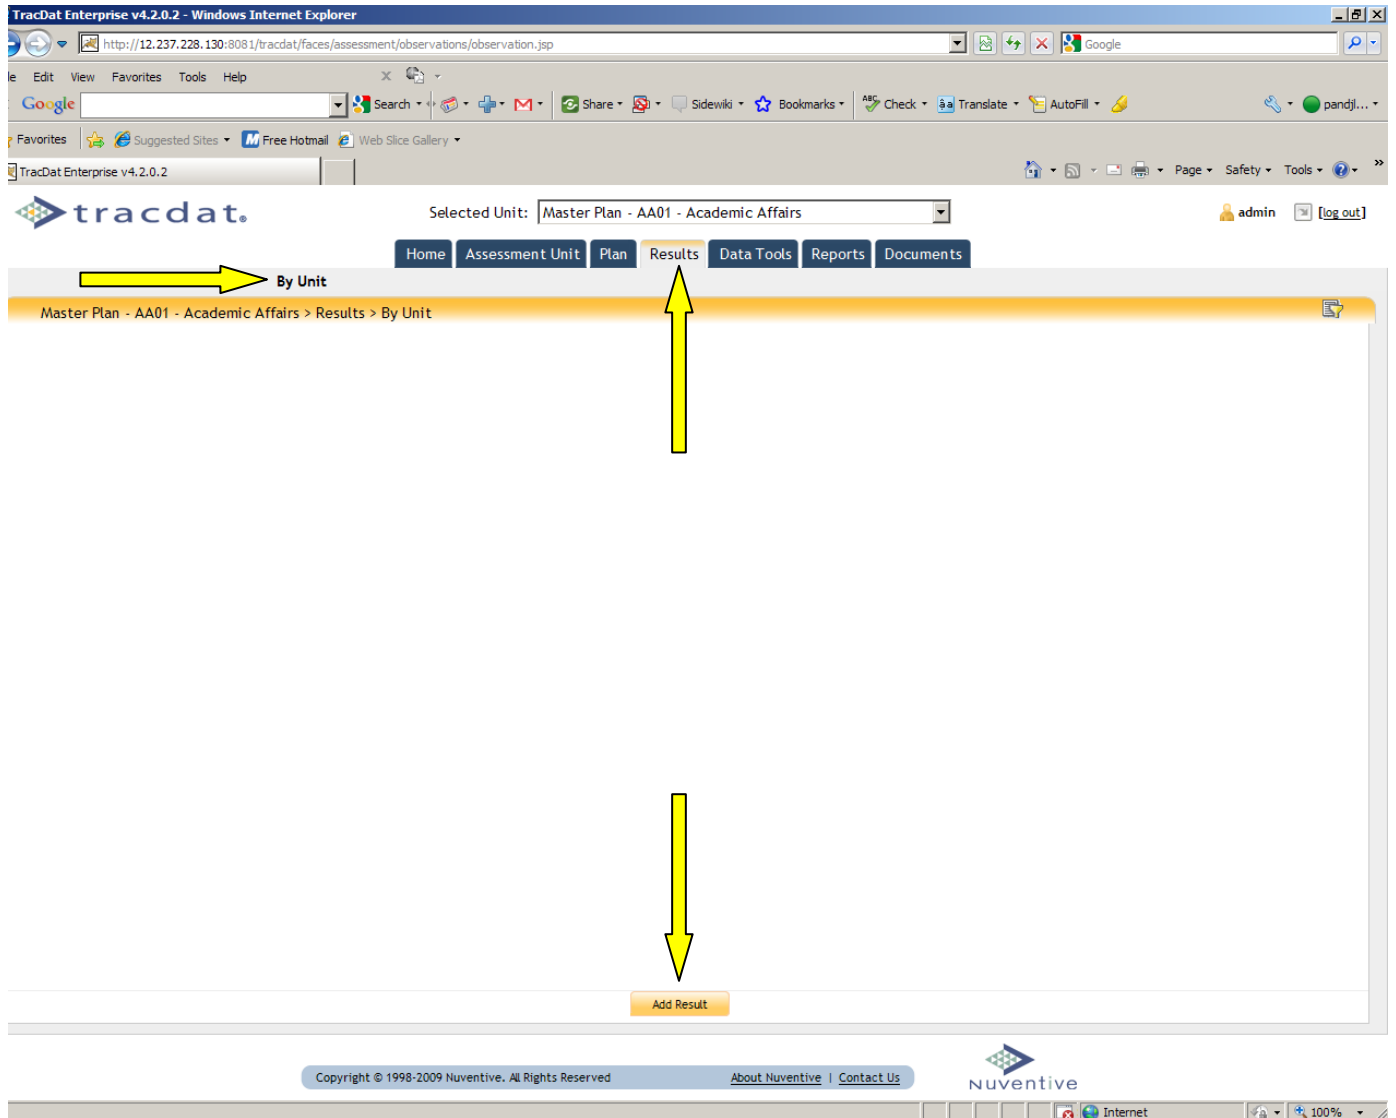 TracDat Enterprise v4.2.0.2 - Windows Internet Explorer
http://12.237.228.130:8081/tracdat/faces/assessment/observations/observation.jsp
Google
Edit View Favorites Tools Help
Google Search Share Sidewiki Bookmarks Check Translate AutoFill pandjl...
Favorites Suggested Sites Free Hotmail Web Slice Gallery
TracDat Enterprise v4.2.0.2
Page Safety Tools
tracdat.
Selected Unit: Master Plan - AA01 - Academic Affairs
admin [log out]
Home Assessment Unit Plan Results Data Tools Reports Documents
By Unit
Master Plan - AA01 - Academic Affairs > Results > By Unit
Add Result
Copyright © 1998-2009 Nuventive. All Rights Reserved About Nuventive | Contact Us
Nuventive
Internet 100%